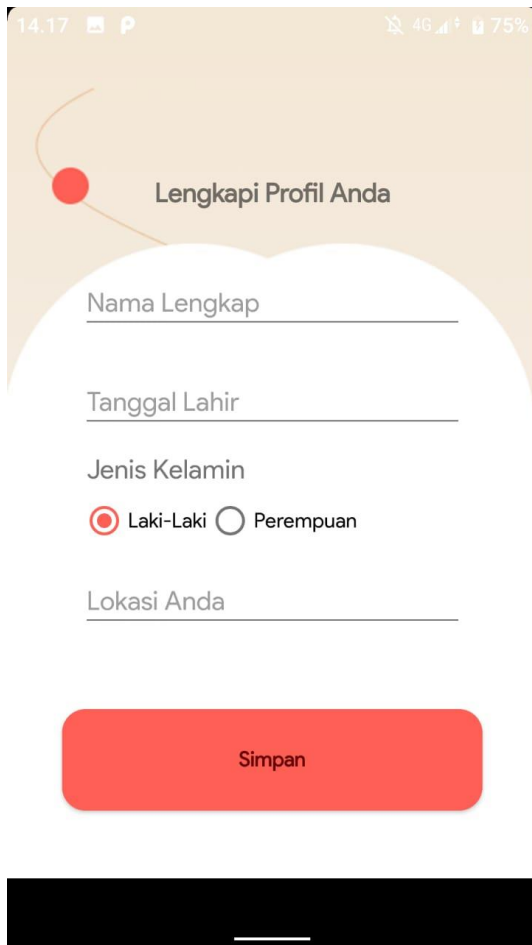 14.17 4G 75%
Lengkapi Profil Anda
Nama Lengkap
Tanggal Lahir
Jenis Kelamin
Laki-Laki Perempuan
Lokasi Anda
Simpan